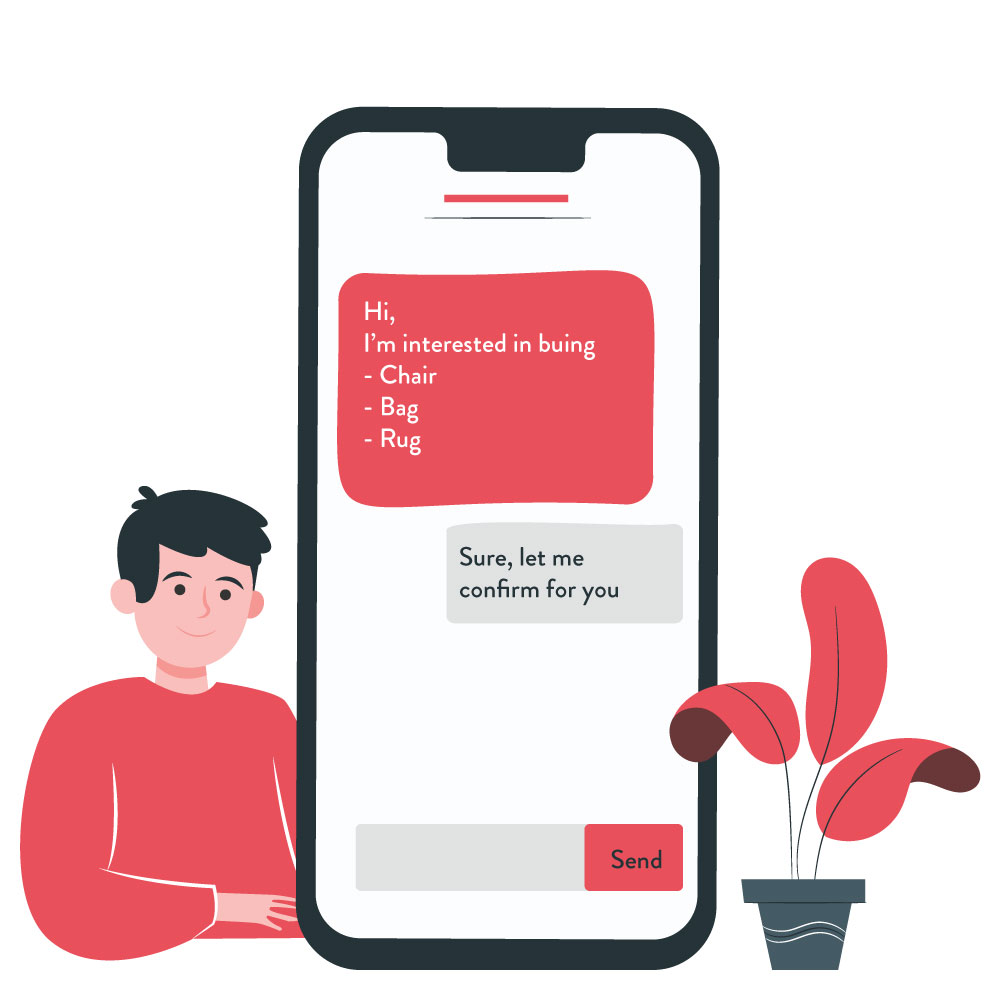 Hi,
I'm interested in buing
- Chair
- Bag
- Rug
Sure, let me
confirm for you
Send